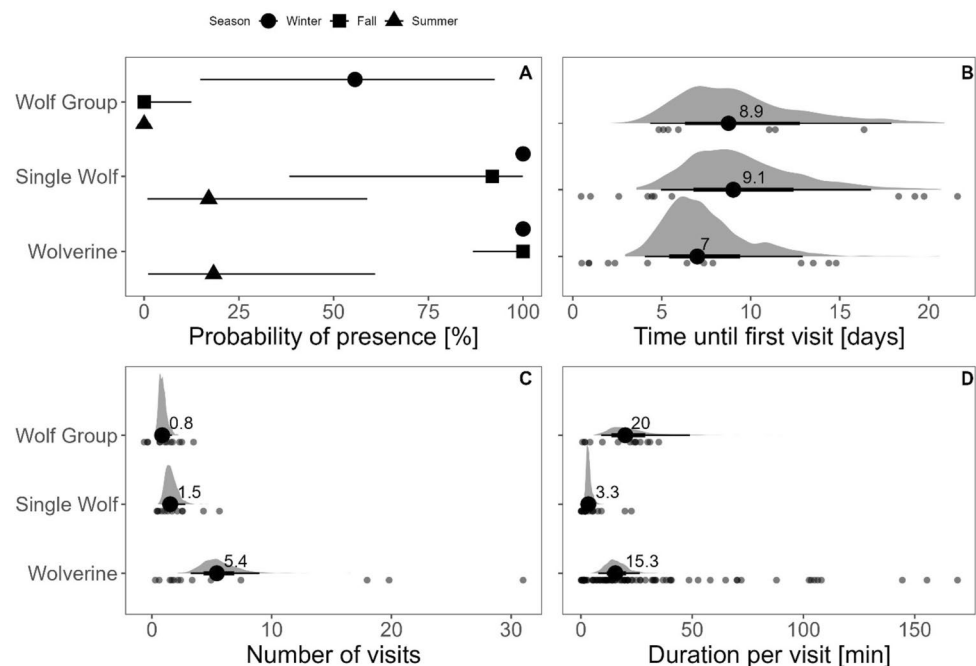 Season Winter Fall Summer
A
Wolf Group
Single Wolf
Wolverine
0 25 50 75 100
Probability of presence [%]
B
8.9
9.1
7
0 5 10 15 20
Time until first visit [days]
C
Wolf Group
Single Wolf
Wolverine
0.8
1.5
5.4
0 10 20 30
Number of visits
D
20
3.3
15.3
0 50 100 150
Duration per visit [min]